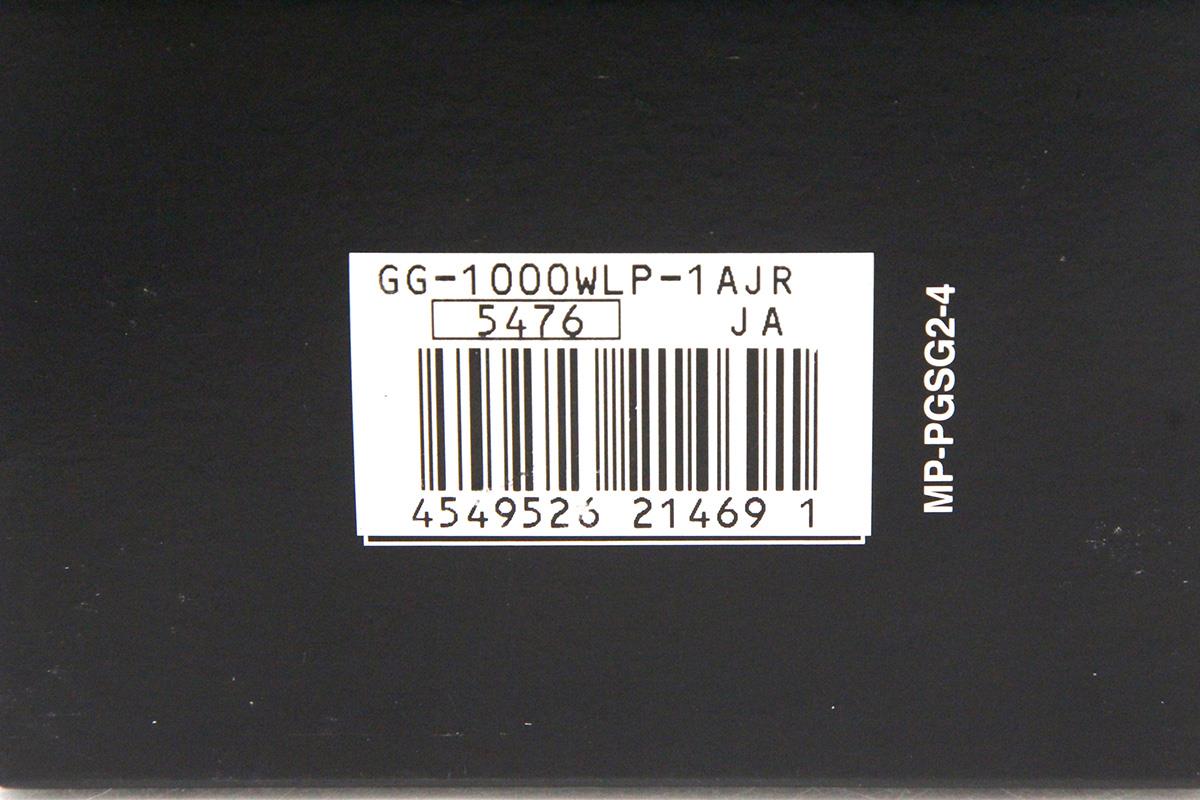 GG-1000WLP-1AJR
5476 JA
4549526 21469 1
MP-PGSG2-4